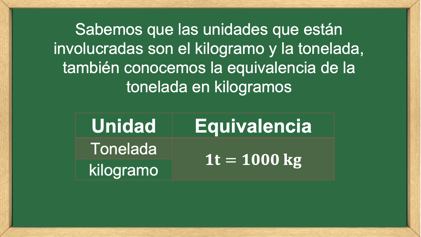 Sabemos que las unidades que están
involucradas son el kilogramo y la tonelada,
también conocemos la equivalencia de la
tonelada en kilogramos
Unidad Equivalencia
Tonelada
1t = 1000 kg
kilogramo